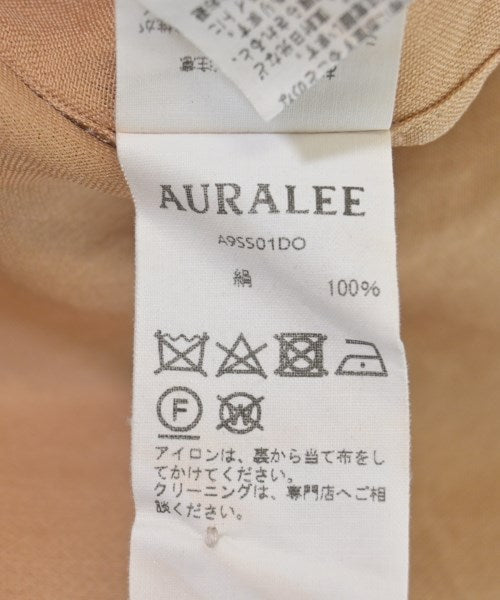 AURALEE
A9SS01DO
絹 100%
F
W
アイロンは、裏から当て布をし
てかけてください。
クリーニングは、専門店へご相
談ください。